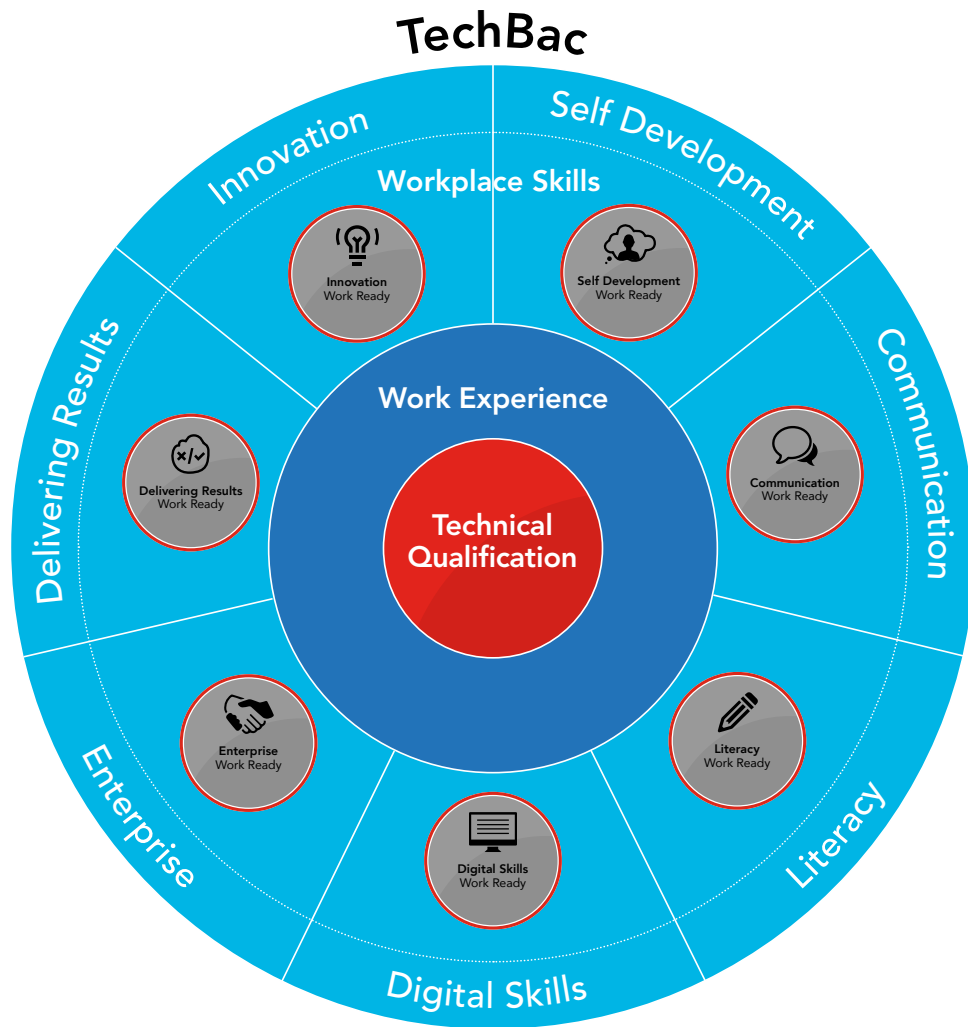 TechBac
Innovation
Self Development
Workplace Skills
Innovation
Work Ready
Self Development
Work Ready
Delivering Results
Communication
Work Experience
Delivering Results
Work Ready
Communication
Work Ready
Technical
Qualification
Enterprise
Work Ready
Literacy
Work Ready
Enterprise
Literacy
Digital Skills
Work Ready
Digital Skills